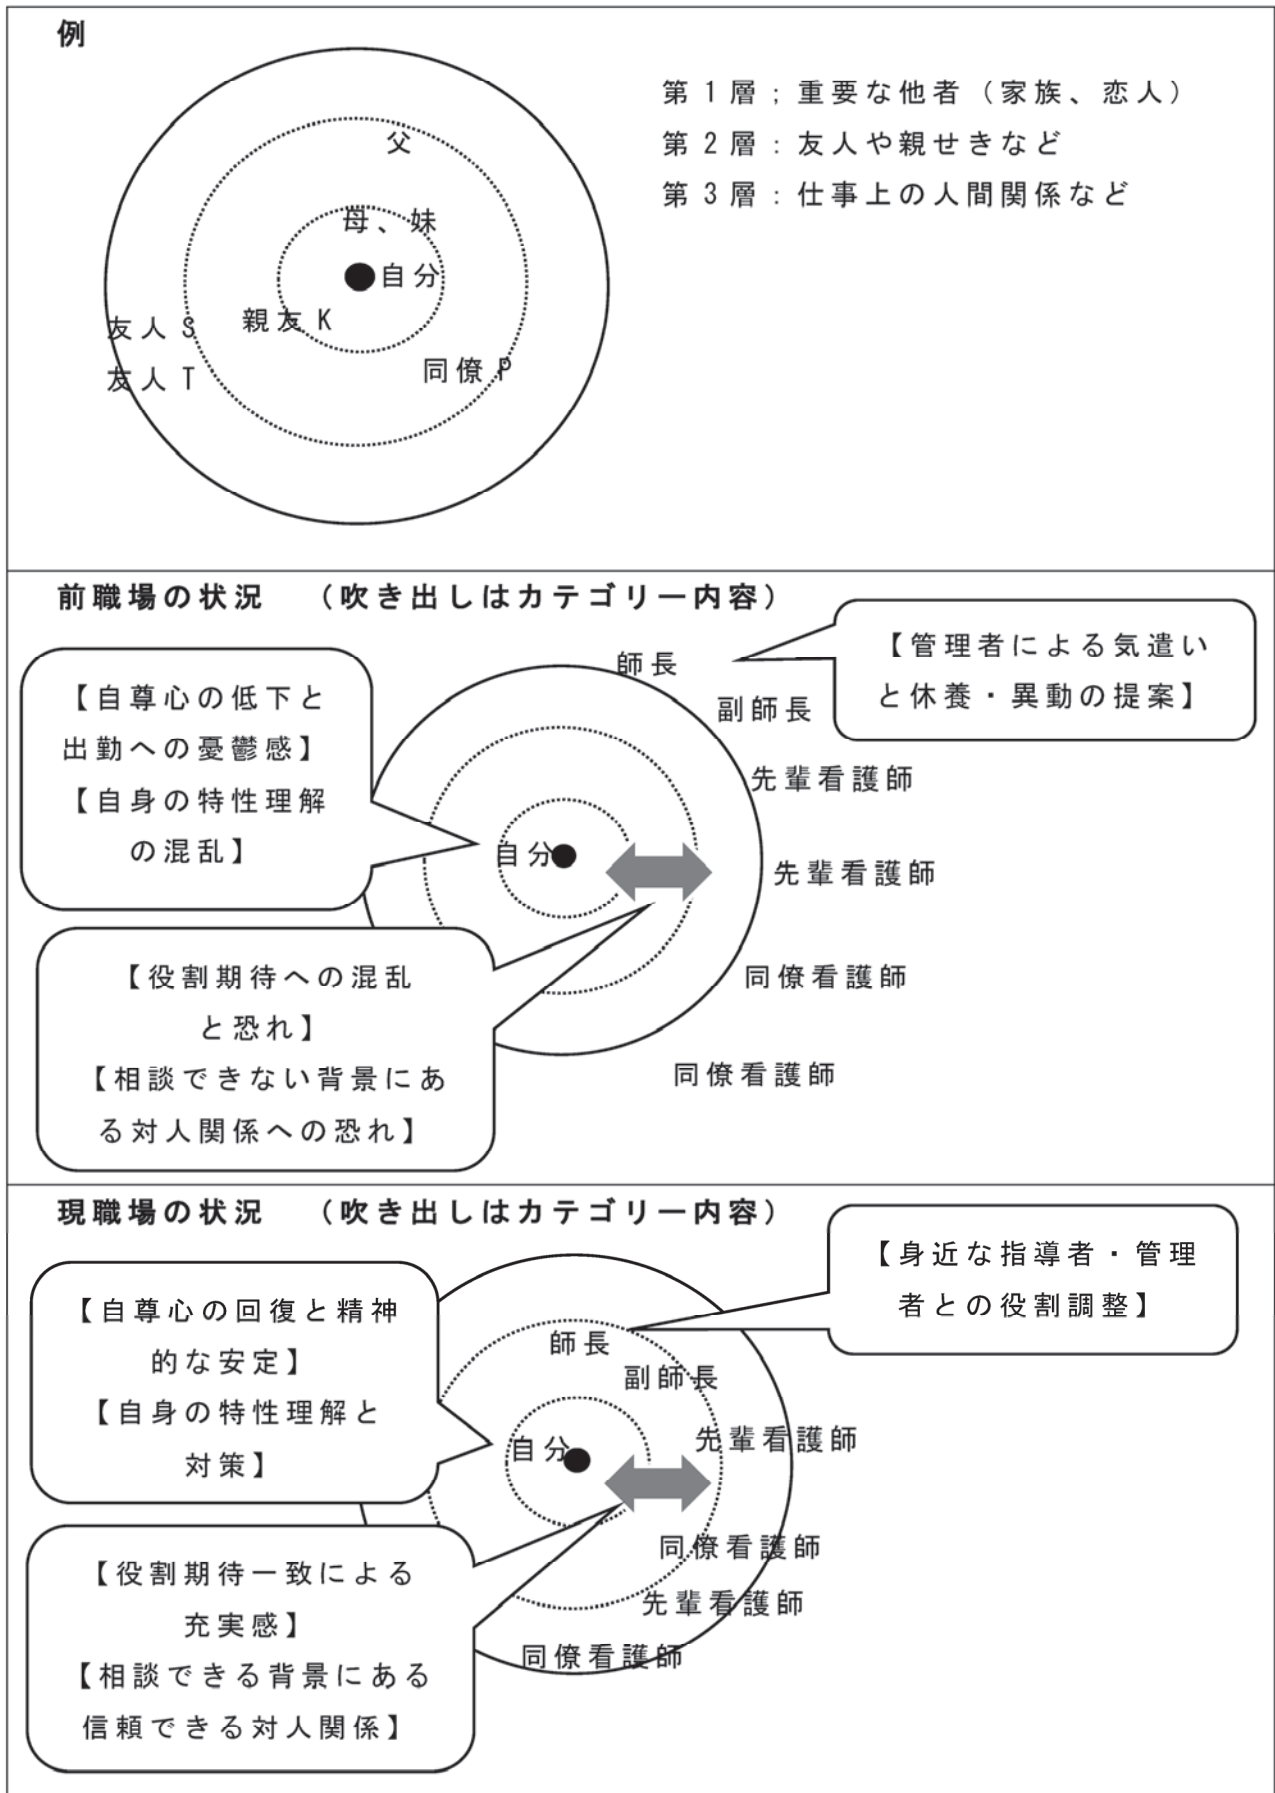 例
第1層；重要な他者（家族、恋人）
第2層：友人や親せきなど
第3層：仕事上の人間関係など
父
母、妹
自分
友人S
親友K
友人T
同僚P
前職場の状況　（吹き出しはカテゴリー内容）
【管理者による気遣い
と休養・異動の提案】
師長
副師長
【自尊心の低下と
出勤への憂鬱感】
【自身の特性理解
の混乱】
先輩看護師
自分
先輩看護師
【役割期待への混乱
と恐れ】
【相談できない背景にあ
る対人関係への恐れ】
同僚看護師
同僚看護師
現職場の状況　（吹き出しはカテゴリー内容）
【身近な指導者・管理
者との役割調整】
【自尊心の回復と精神
的な安定】
【自身の特性理解と
対策】
師長
副師長
先輩看護師
自分
同僚看護師
先輩看護師
同僚看護師
【役割期待一致による
充実感】
【相談できる背景にある
信頼できる対人関係】